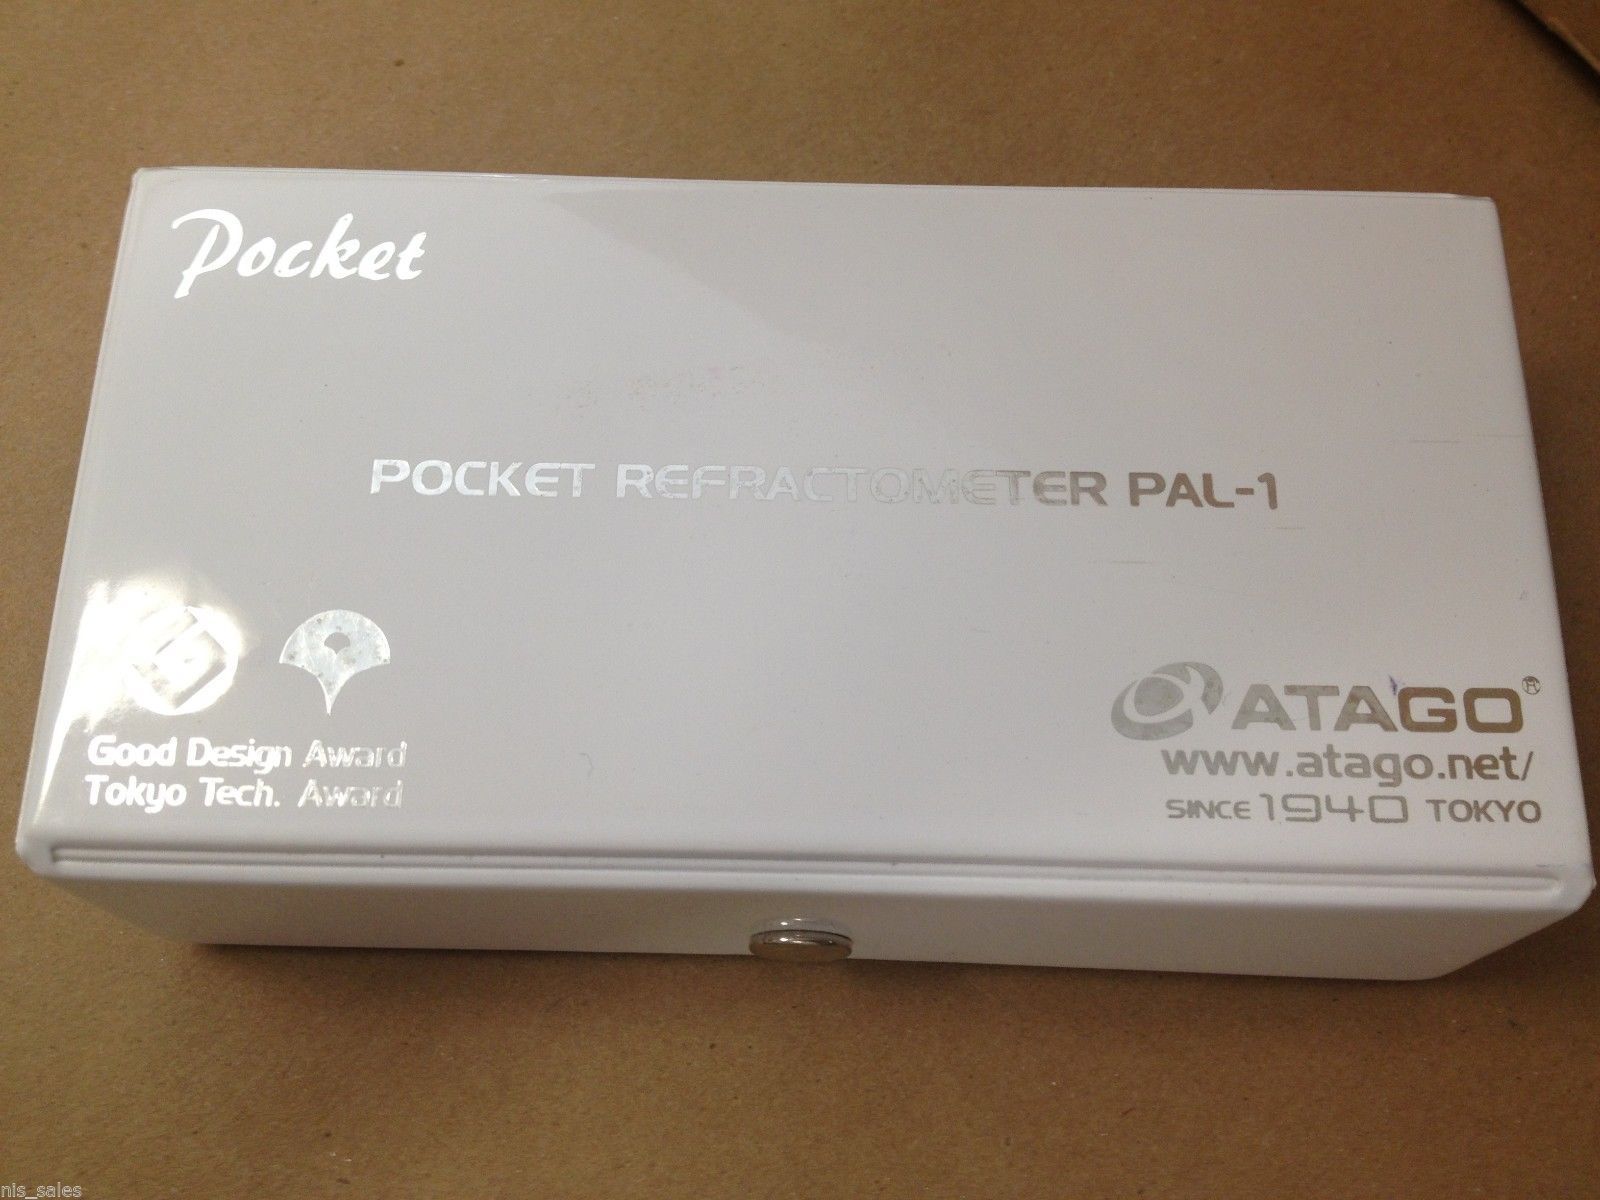 Pocket
POCKET REFRACTOMETER PAL-1
Good Design Award
Tokyo Tech. Award
ATAGO®
www.atago.net/
SINCE 1940 TOKYO
nis_sales